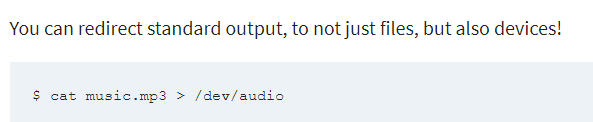 You can redirect standard output, to not just files, but also devices!
$ cat music.mp3 > /dev/audio